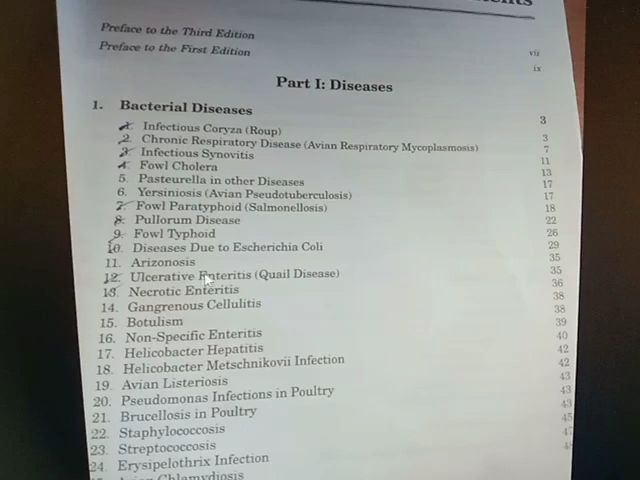 Preface to the Third Edition vii
Preface to the First Edition ix
Part I: Diseases
1. Bacterial Diseases 3
1. Infectious Coryza (Roup) 3
2. Chronic Respiratory Disease (Avian Respiratory Mycoplasmosis) 7
3. Infectious Synovitis 11
4. Fowl Cholera 13
5. Pasteurella in other Diseases 17
6. Yersiniosis (Avian Pseudotuberculosis) 17
7. Fowl Paratyphoid (Salmonellosis) 18
8. Pullorum Disease 22
9. Fowl Typhoid 26
10. Diseases Due to Escherichia Coli 29
11. Arizonosis 35
12. Ulcerative Enteritis (Quail Disease) 35
13. Necrotic Enteritis 36
14. Gangrenous Cellulitis 38
15. Botulism 38
16. Non-Specific Enteritis 39
17. Helicobacter Hepatitis 40
18. Helicobacter Metschnikovii Infection 42
19. Avian Listeriosis 42
20. Pseudomonas Infections in Poultry 43
21. Brucellosis in Poultry 43
22. Staphylococcosis 43
23. Streptococcosis 45
24. Erysipelothrix Infection 47
Avian Chlamydiosis